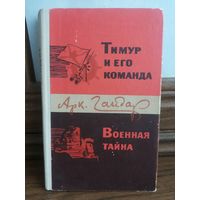 Тимур
и его
команда
Арк. Гайдар
Военная
тайна